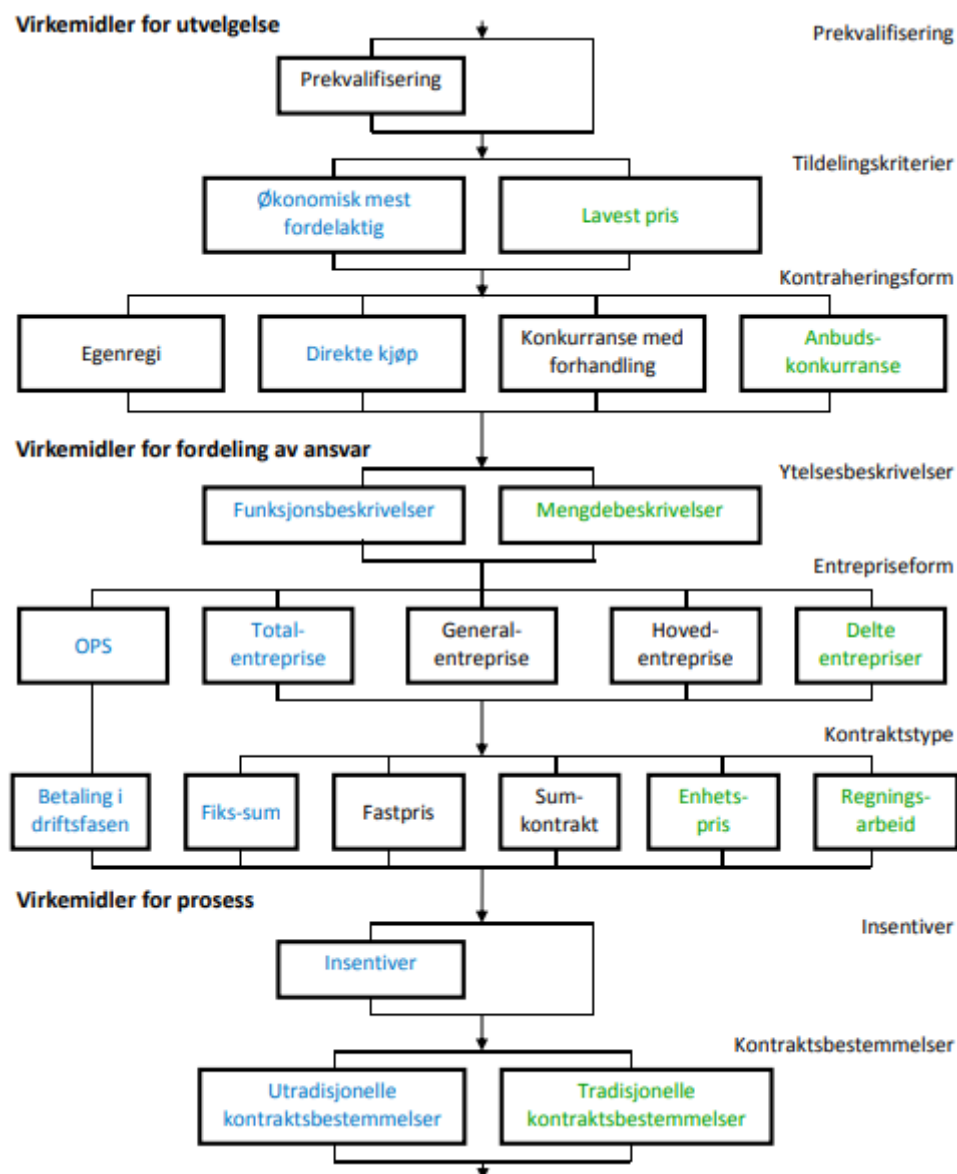 Virkemidler for utvelgelse
Prekvalifisering
Prekvalifisering
Tildelingskriterier
Økonomisk mest
fordelaktig
Lavest pris
Kontraheringsform
Egenregi
Direkte kjøp
Konkurranse med
forhandling
Anbuds-
konkurranse
Virkemidler for fordeling av ansvar
Ytelsesbeskrivelser
Funksjonsbeskrivelser
Mengdebeskrivelser
Entrepriseform
OPS
Total-
entreprise
General-
entreprise
Hoved-
entreprise
Delte
entrepriser
Kontraktstype
Betaling i
driftsfasen
Fiks-sum
Fastpris
Sum-
kontrakt
Enhets-
pris
Regnings-
arbeid
Virkemidler for prosess
Insentiver
Insentiver
Kontraktsbestemmelser
Utradisjonelle
kontraktsbestemmelser
Tradisjonelle
kontraktsbestemmelser